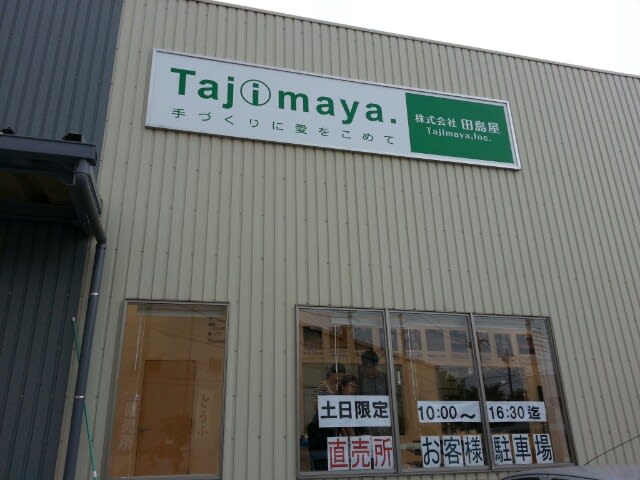 Tajimaya.
手づくりに愛をこめて
株式会社 田島屋
Tajimaya,Inc.
土日限定
10:00～
16:30迄
直売所
お客様
駐車場